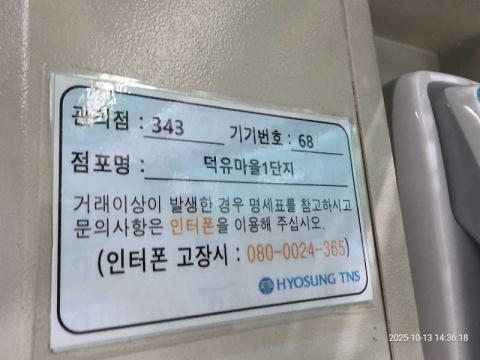 관리점 : 343 기기번호 : 68
점포명 : 덕유마을1단지
거래이상이 발생한 경우 명세표를 참고하시고
문의사항은 인터폰을 이용해 주십시오.
(인터폰 고장시 : 080-0024-365)
HYOSUNG TNS
2025-10-13 14:36:18